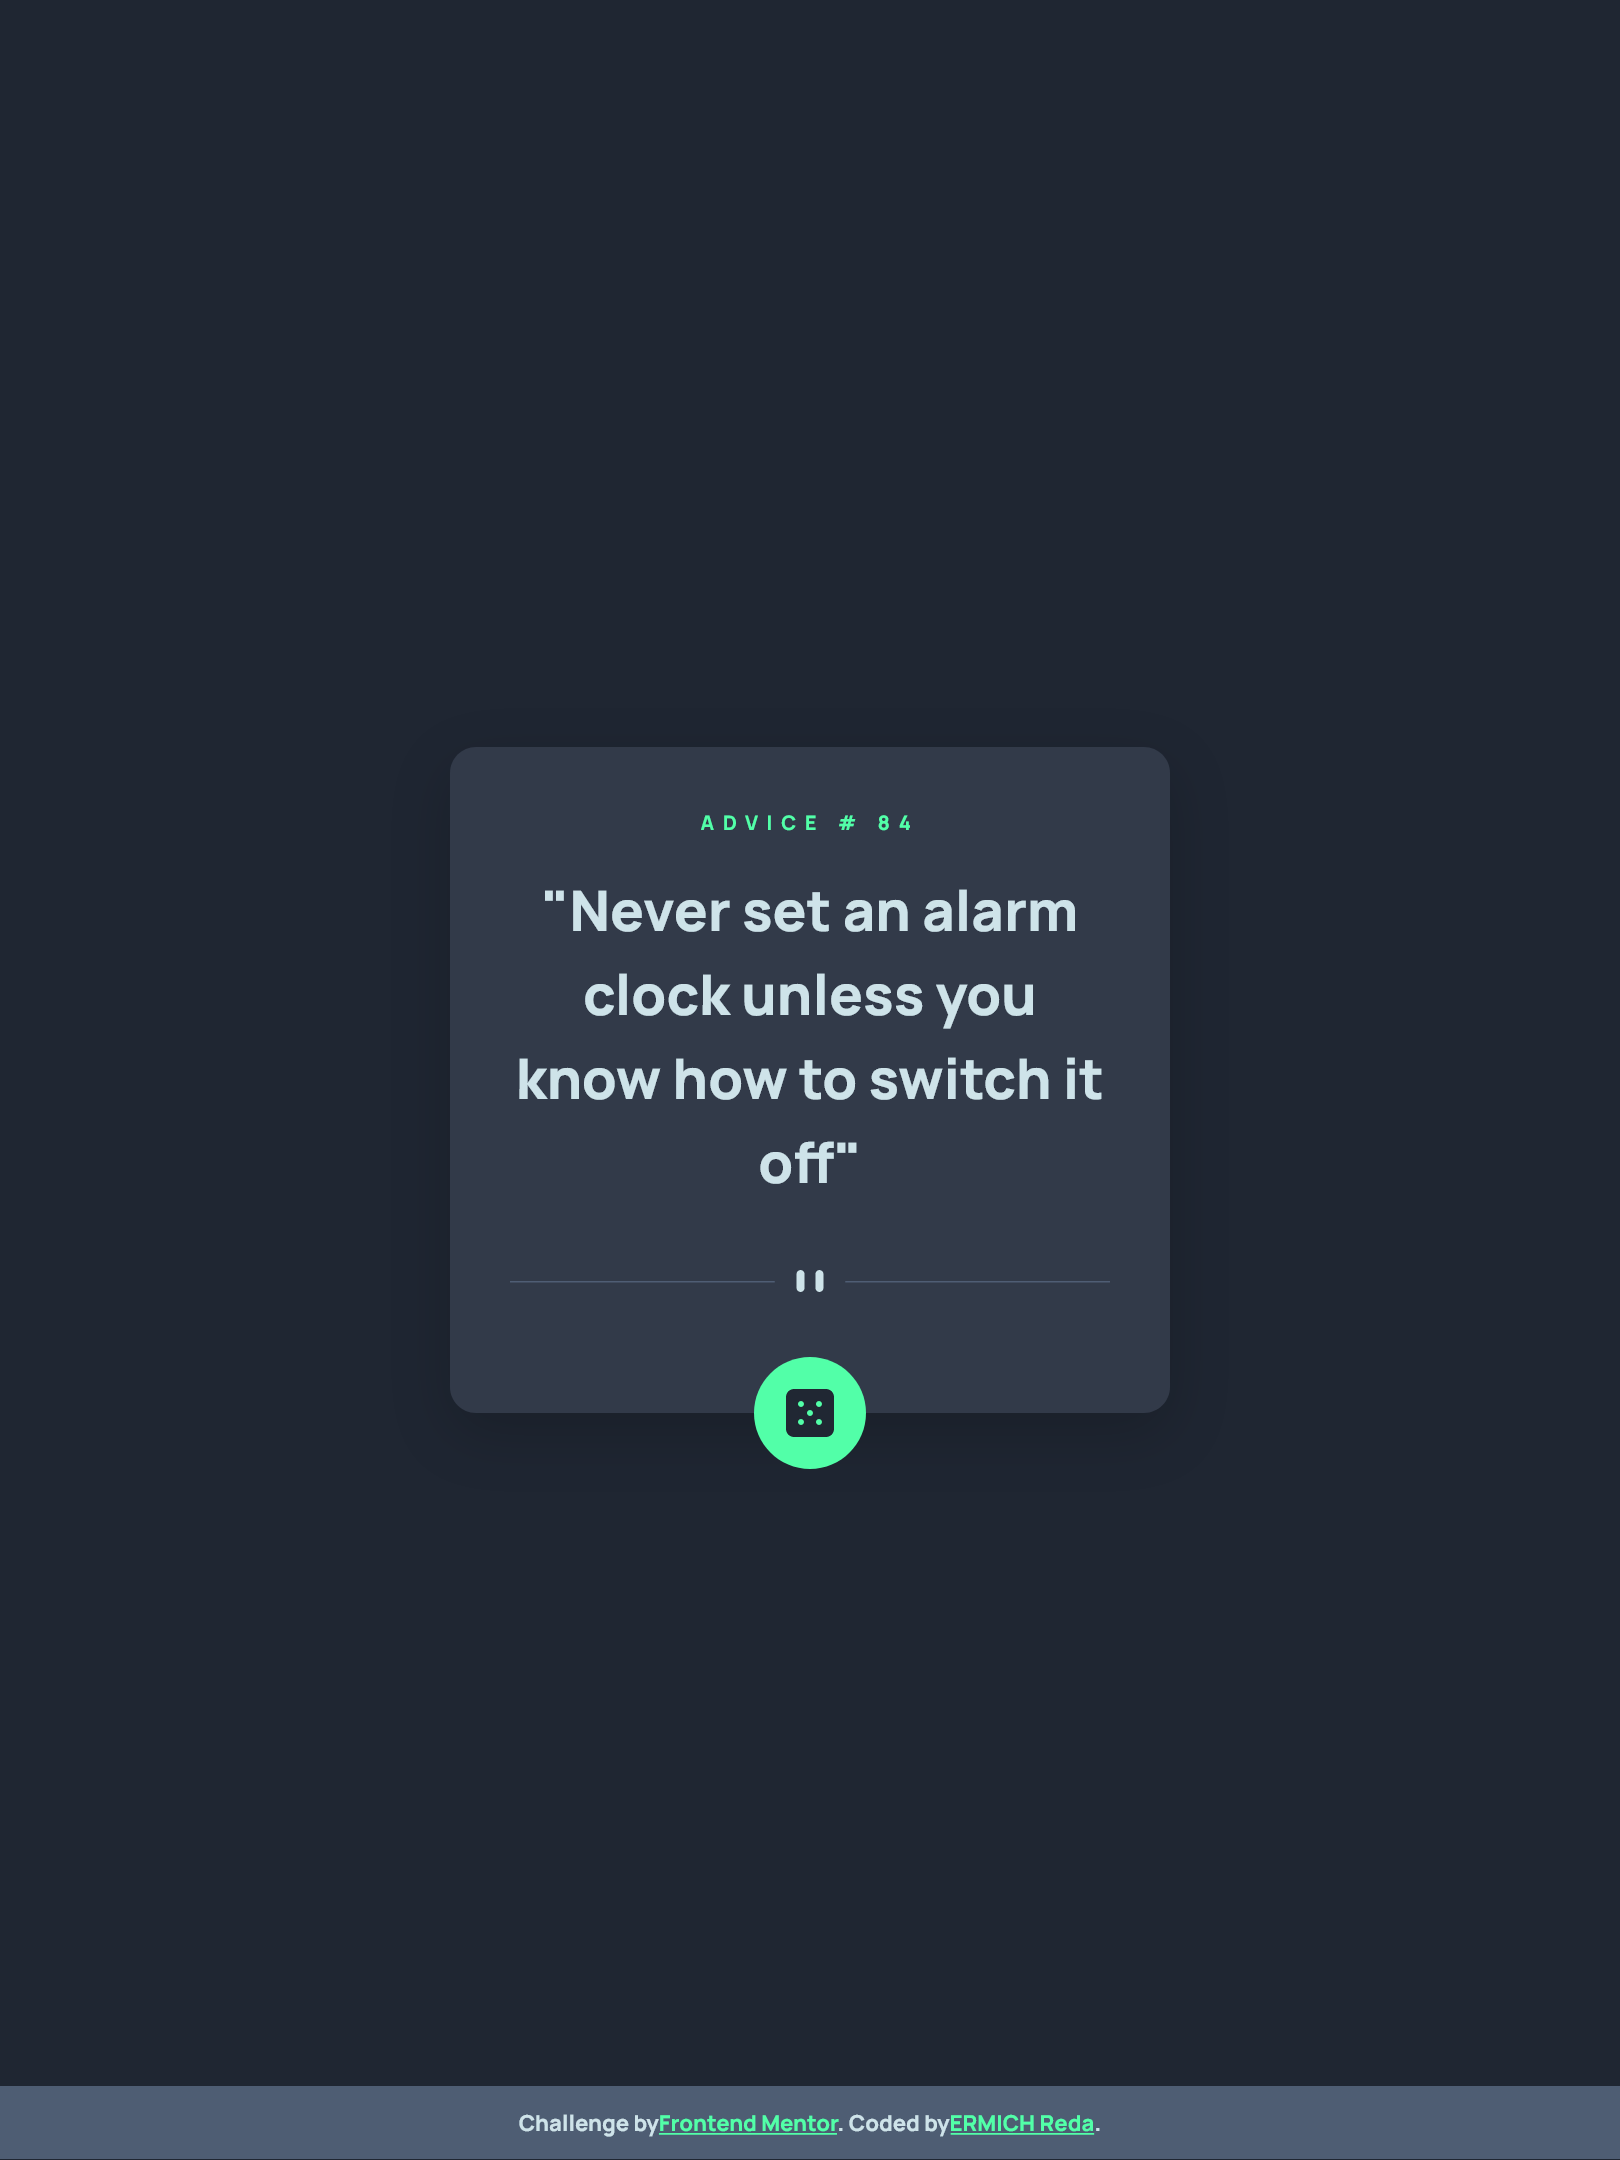 ADVICE # 84
"Never set an alarm
clock unless you
know how to switch it
off"
Challenge byFrontend Mentor. Coded byERMICH Reda.